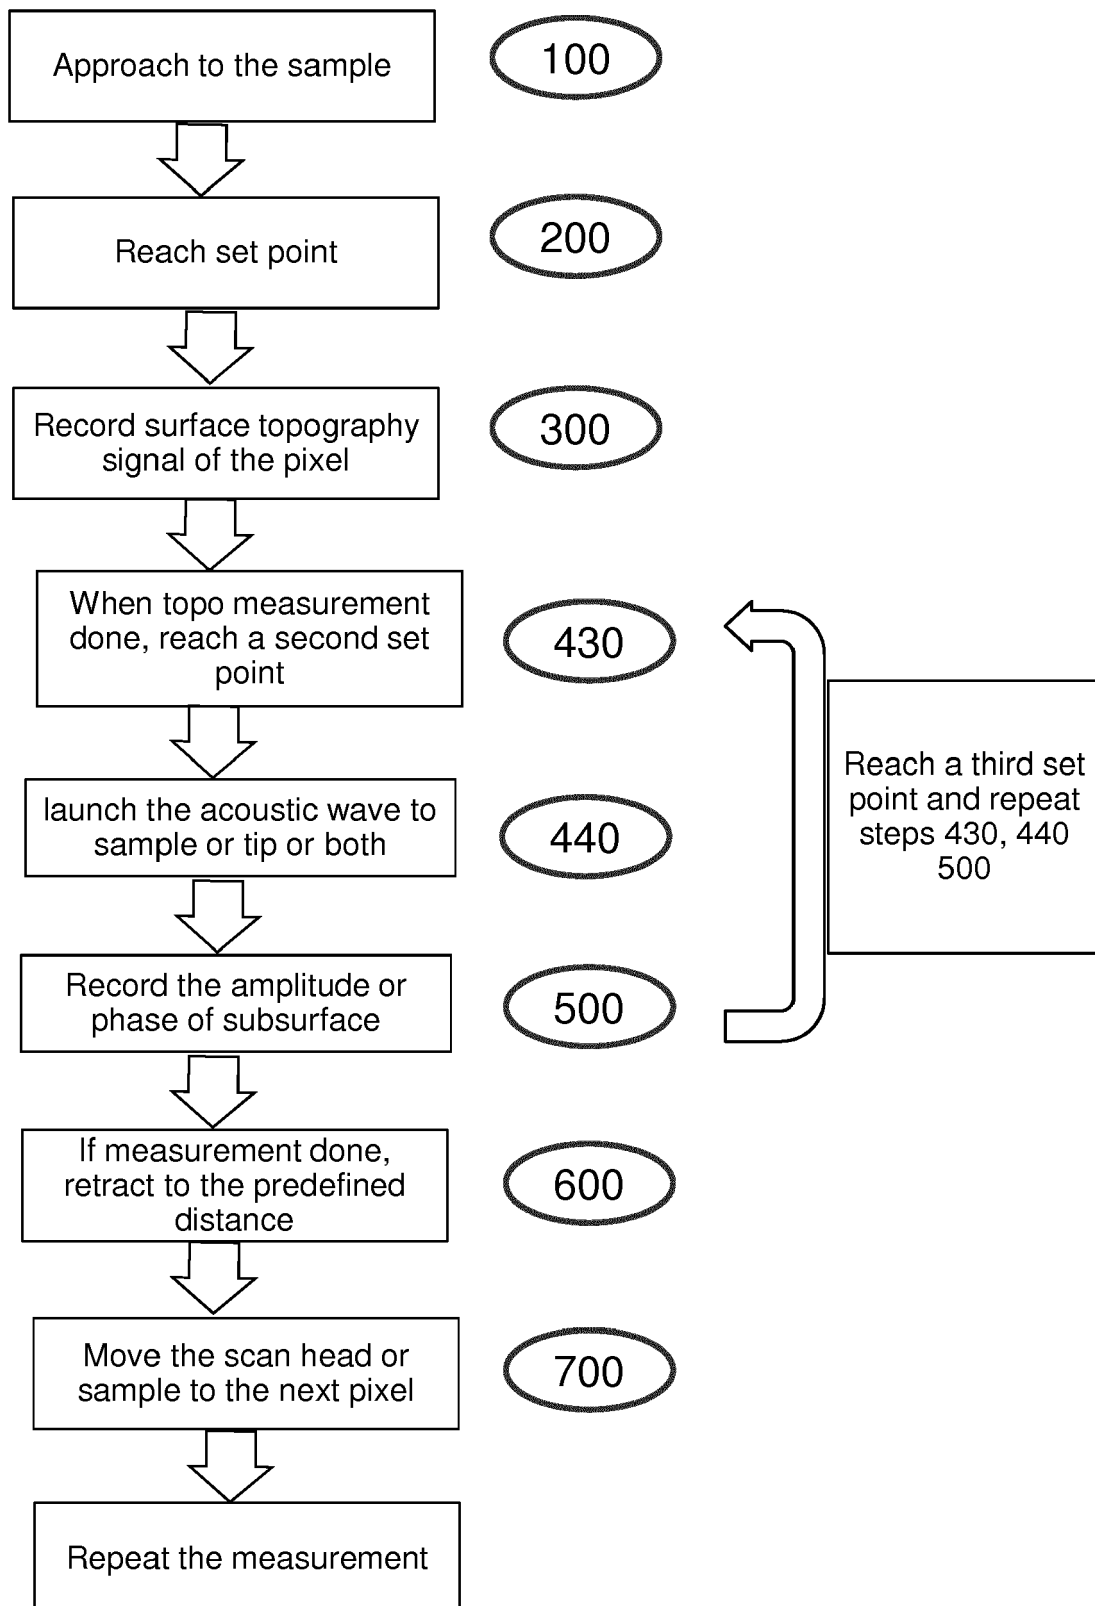 Approach to the sample
100
Reach set point
200
Record surface topography
signal of the pixel
300
When topo measurement
done, reach a second set
point
430
launch the acoustic wave to
sample or tip or both
440
Reach a third set
point and repeat
steps 430, 440
500
Record the amplitude or
phase of subsurface
500
If measurement done,
retract to the predefined
distance
600
Move the scan head or
sample to the next pixel
700
Repeat the measurement